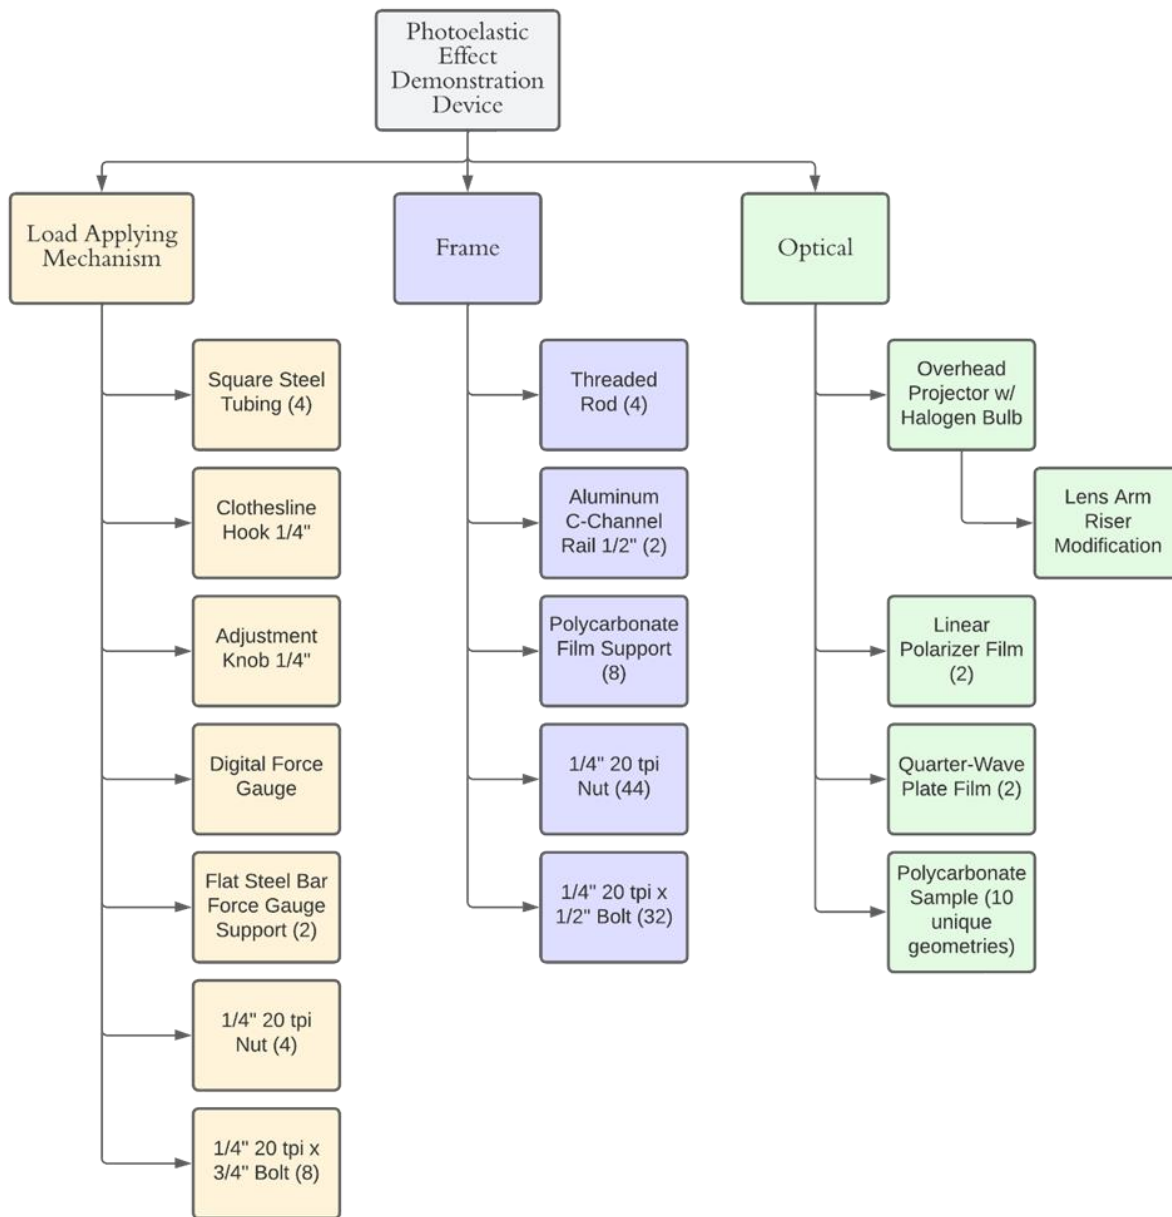 Photoelastic
Effect
Demonstration
Device
Load Applying
Mechanism
Frame
Optical
Square Steel
Tubing (4)
Clothesline
Hook 1/4"
Adjustment
Knob 1/4"
Digital Force
Gauge
Flat Steel Bar
Force Gauge
Support (2)
1/4" 20 tpi
Nut (4)
1/4" 20 tpi x
3/4" Bolt (8)
Threaded
Rod (4)
Aluminum
C-Channel
Rail 1/2" (2)
Polycarbonate
Film Support
(8)
1/4" 20 tpi
Nut (44)
1/4" 20 tpi x
1/2" Bolt (32)
Overhead
Projector w/
Halogen Bulb
Lens Arm
Riser
Modification
Linear
Polarizer Film
(2)
Quarter-Wave
Plate Film (2)
Polycarbonate
Sample (10
unique
geometries)